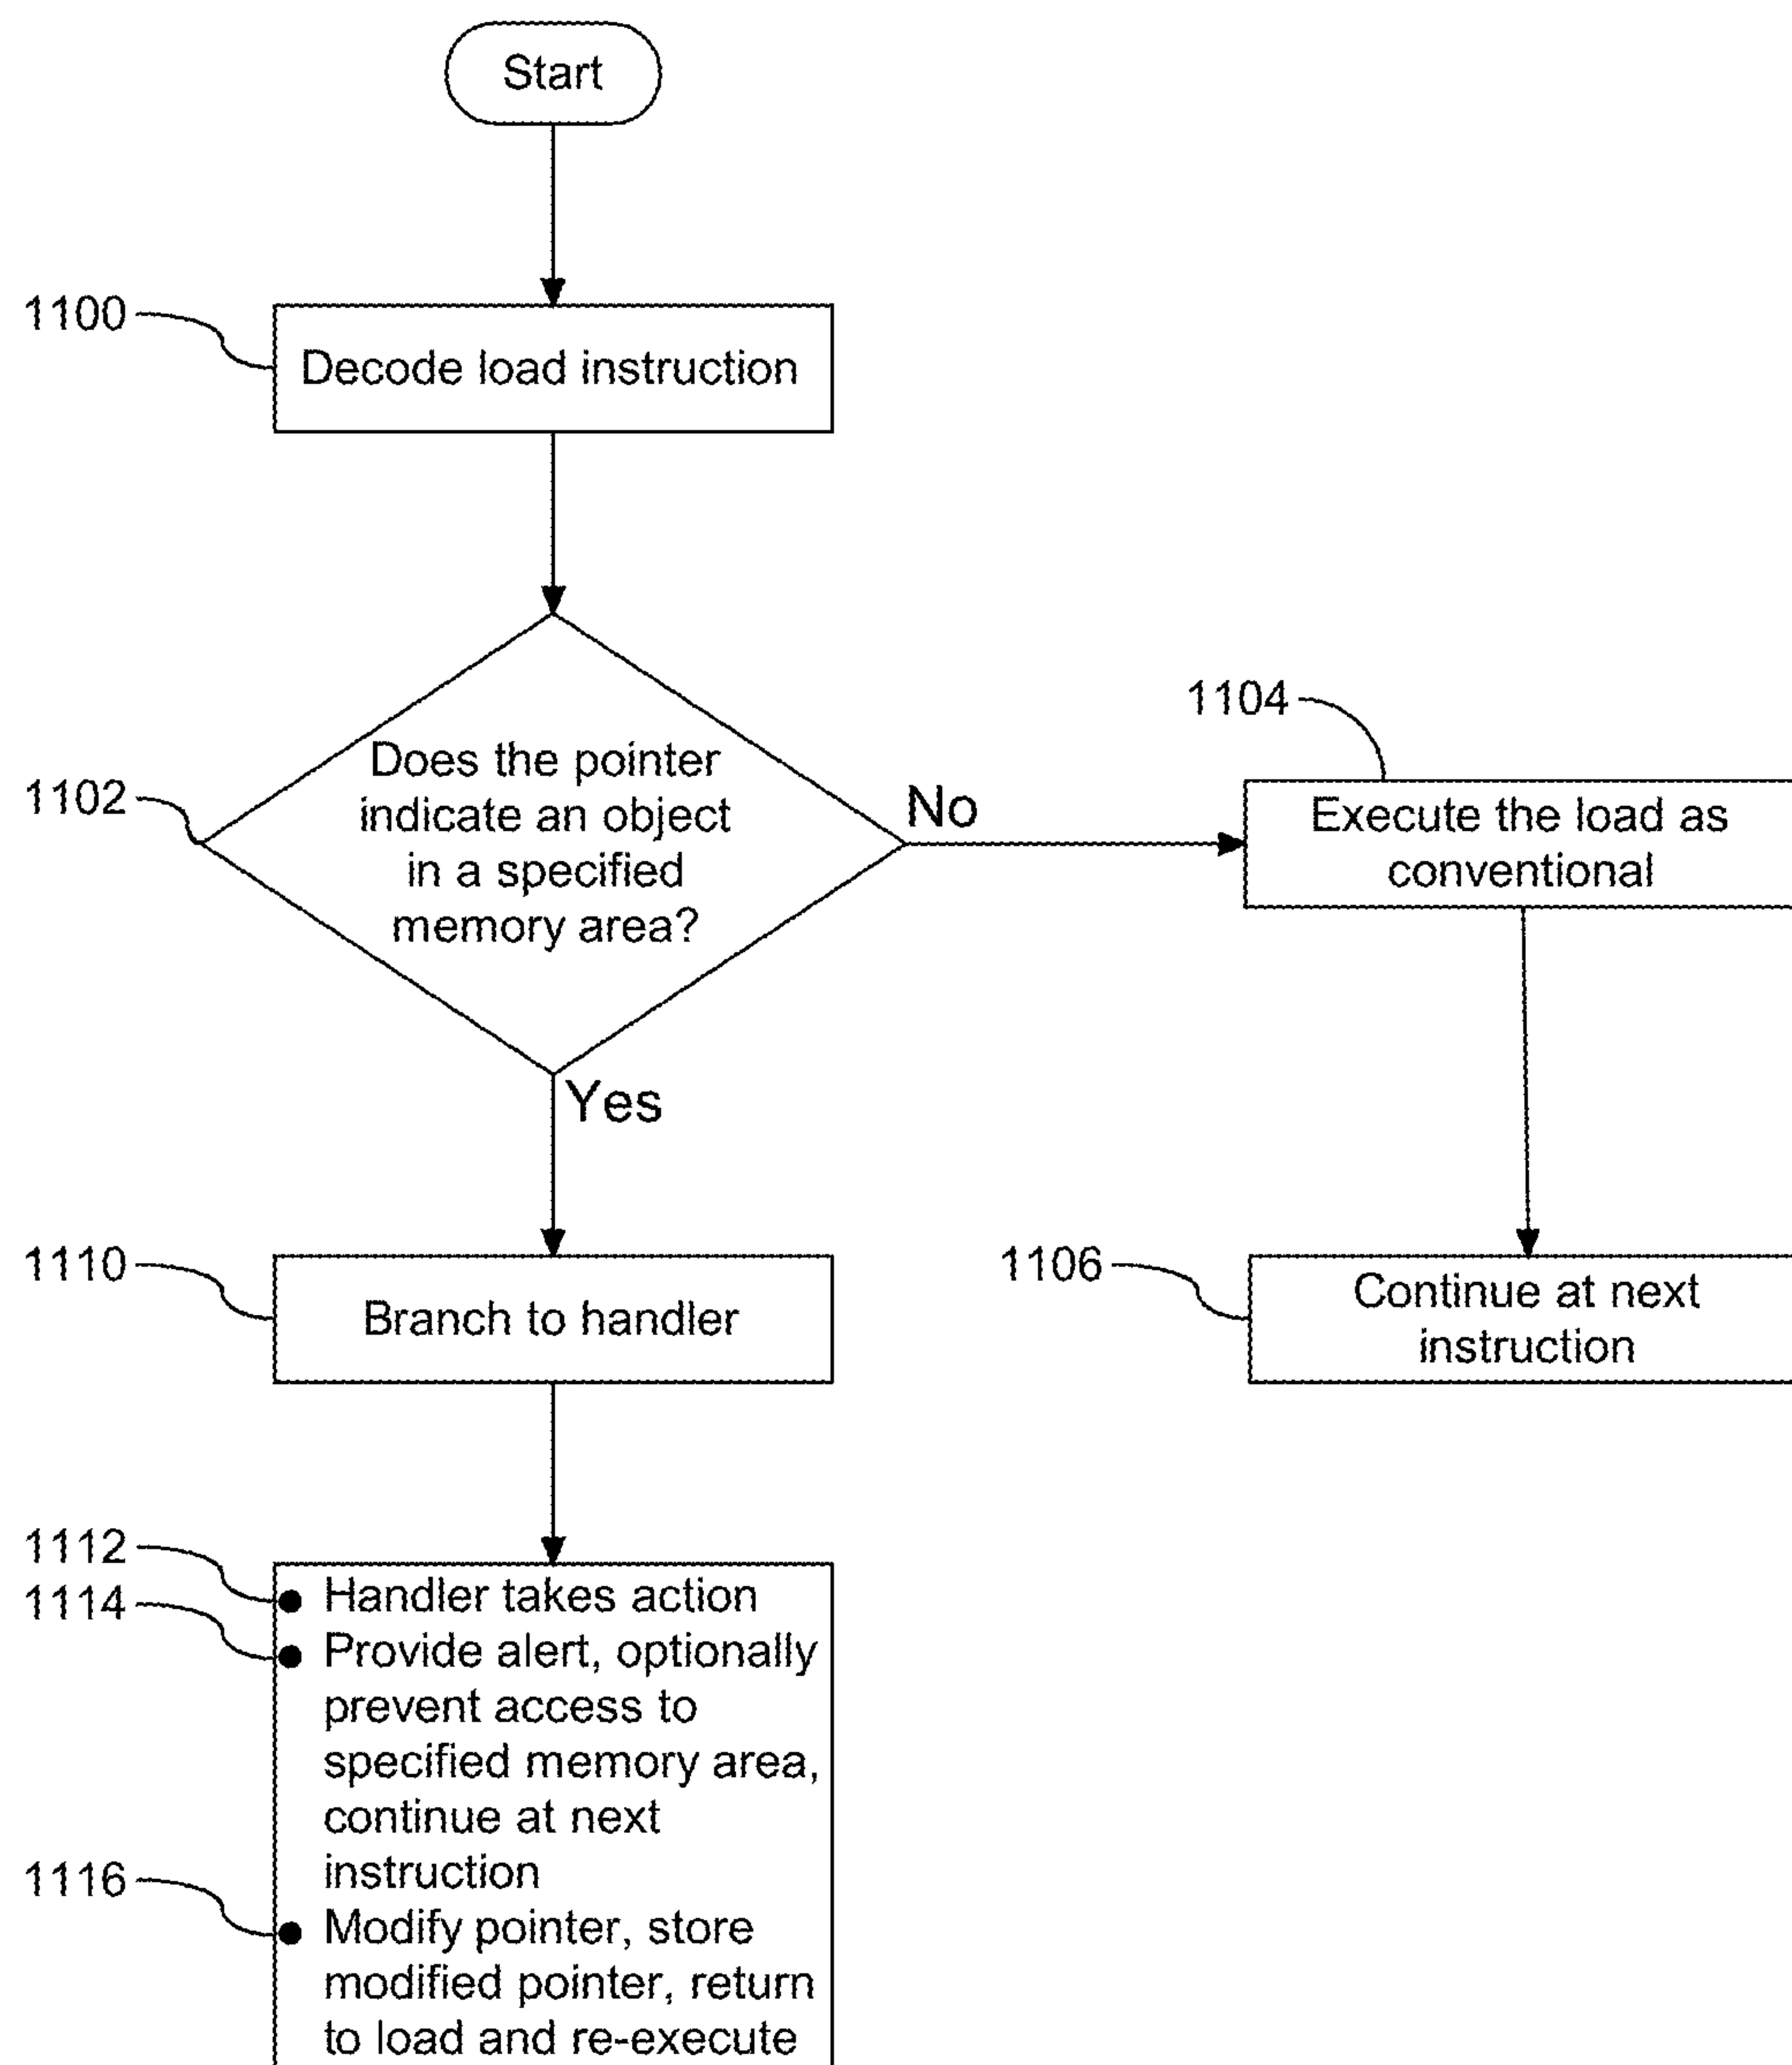 Start
1100
Decode load instruction
1102
Does the pointer
indicate an object
in a specified
memory area?
No
1104
Execute the load as
conventional
Yes
1110
Branch to handler
1106
Continue at next
instruction
1112
● Handler takes action
1114
● Provide alert, optionally
prevent access to
specified memory area,
continue at next
instruction
1116
● Modify pointer, store
modified pointer, return
to load and re-execute